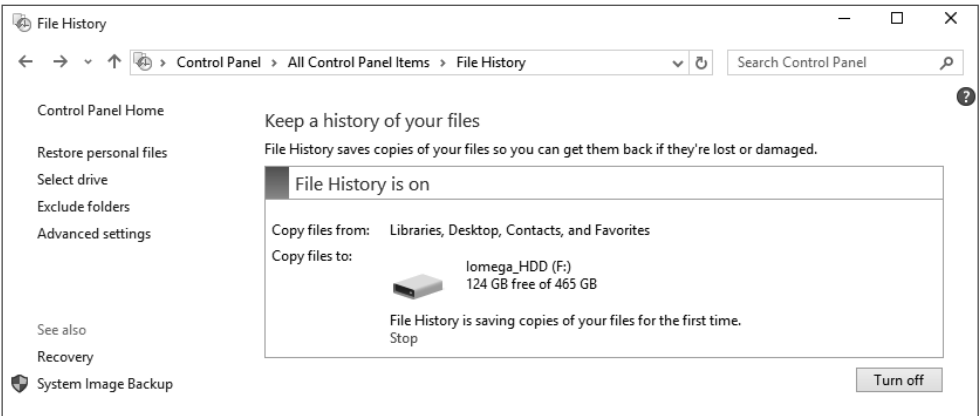 File History
Control Panel > All Control Panel Items > File History
Search Control Panel
Control Panel Home
Restore personal files
Select drive
Exclude folders
Advanced settings
See also
Recovery
System Image Backup
?
Keep a history of your files
File History saves copies of your files so you can get them back if they're lost or damaged.
File History is on
Copy files from: Libraries, Desktop, Contacts, and Favorites
Copy files to:
Iomega_HDD (F:)
124 GB free of 465 GB
File History is saving copies of your files for the first time.
Stop
Turn off